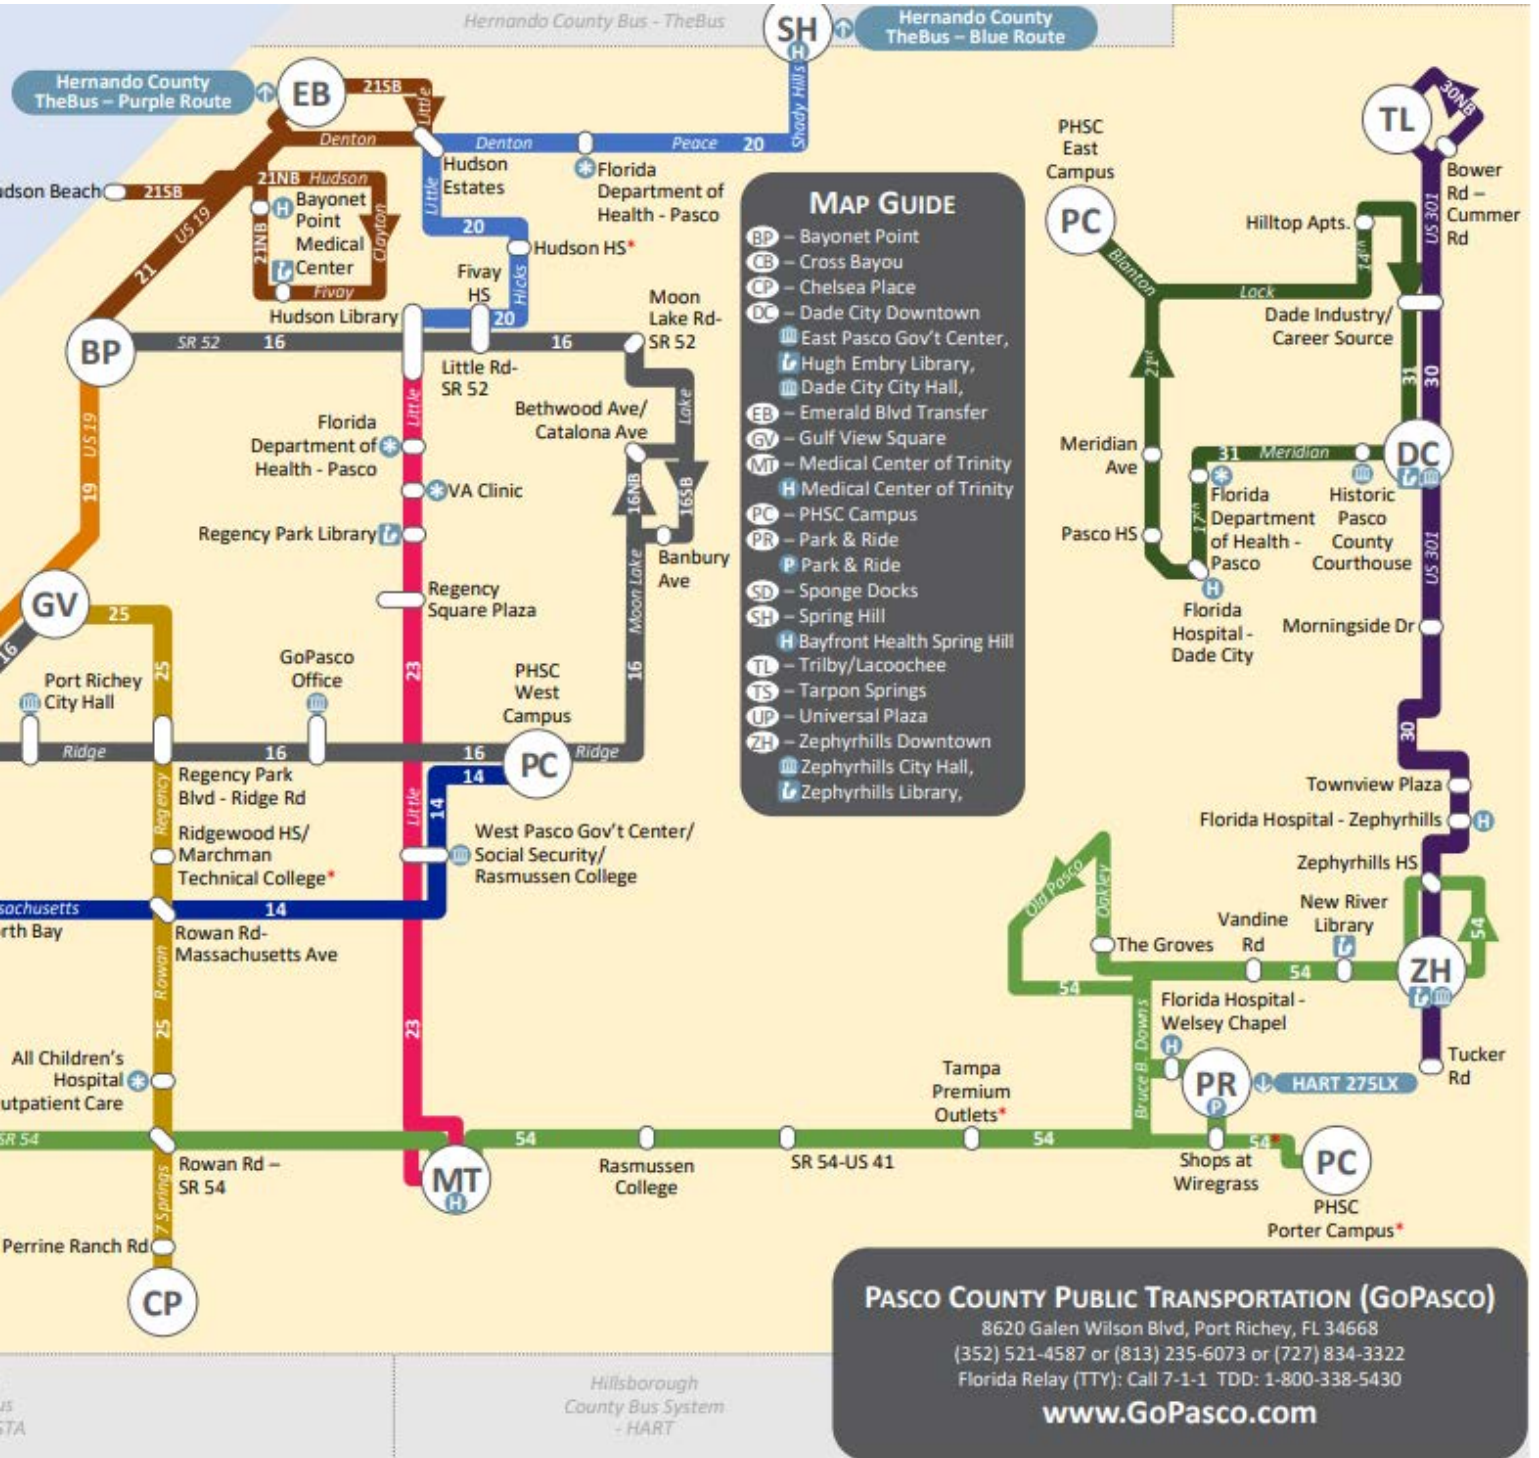 Hernando County Bus - TheBus
SH
H
Hernando County
TheBus – Blue Route
Hernando County
TheBus – Purple Route
EB
21SB
Little
Denton
Denton
Peace
20
Shady Hills
Hudson
Estates
Florida
Department of
Health - Pasco
udson Beach
21SB
US 19
21
21NB
Hudson
H
Bayonet
Point
Medical
Center
21NB
Clayton
Fivay
Little
20
Hudson HS*
Hicks
Fivay
HS
20
Hudson Library
Moon
Lake Rd-
SR 52
BP
SR 52
16
16
Little Rd-
SR 52
US 19
19
Little
Florida
Department of
Health - Pasco
VA Clinic
Regency Park Library
Regency
Square Plaza
Bethwood Ave/
Catalona Ave
Lake
16NB
16SB
Banbury
Ave
Moon Lake
16
GV
25
16
25
23
Port Richey
City Hall
GoPasco
Office
PHSC
West
Campus
Ridge
16
16
PC
Ridge
14
14
Regency
Regency Park
Blvd - Ridge Rd
Little
Ridgewood HS/
Marchman
Technical College*
West Pasco Gov't Center/
Social Security/
Rasmussen College
sachusetts
14
rth Bay
Rowan Rd-
Massachusetts Ave
Rowan
25
23
All Children's
Hospital
utpatient Care
SR 54
Rowan Rd –
SR 54
7 Springs
Perrine Ranch Rd
CP
MT
H
54
Rasmussen
College
SR 54-US 41
Tampa
Premium
Outlets*
54
MAP GUIDE
BP – Bayonet Point
CB – Cross Bayou
CP – Chelsea Place
DC – Dade City Downtown
East Pasco Gov't Center,
Hugh Embry Library,
Dade City City Hall,
EB – Emerald Blvd Transfer
GV – Gulf View Square
MT – Medical Center of Trinity
H Medical Center of Trinity
PC – PHSC Campus
PR – Park & Ride
P Park & Ride
SD – Sponge Docks
SH – Spring Hill
H Bayfront Health Spring Hill
TL – Trilby/Lacoochee
TS – Tarpon Springs
UP – Universal Plaza
ZH – Zephyrhills Downtown
Zephyrhills City Hall,
Zephyrhills Library,
PHSC
East
Campus
PC
Blanton
TL
30NB
Bower
Rd –
Cummer
Rd
US 301
Hilltop Apts.
14th
Lock
Dade Industry/
Career Source
31
30
21st
Meridian
Ave
31
Meridian
DC
Pasco HS
17th
Florida
Department
of Health -
Pasco
Historic
Pasco
County
Courthouse
US 301
H
Florida
Hospital -
Dade City
Morningside Dr
30
Townview Plaza
Florida Hospital - Zephyrhills
H
Zephyrhills HS
Old Pasco
Oakley
The Groves
Vandine
Rd
New River
Library
54
54
ZH
54
Bruce B. Downs
Florida Hospital -
Welsey Chapel
H
PR
P
HART 275LX
Tucker
Rd
Shops at
Wiregrass
54*
PC
PHSC
Porter Campus*
PASCO COUNTY PUBLIC TRANSPORTATION (GOPASCO)
8620 Galen Wilson Blvd, Port Richey, FL 34668
(352) 521-4587 or (813) 235-6073 or (727) 834-3322
Florida Relay (TTY): Call 7-1-1 TDD: 1-800-338-5430
www.GoPasco.com
us
STA
Hillsborough
County Bus System
- HART